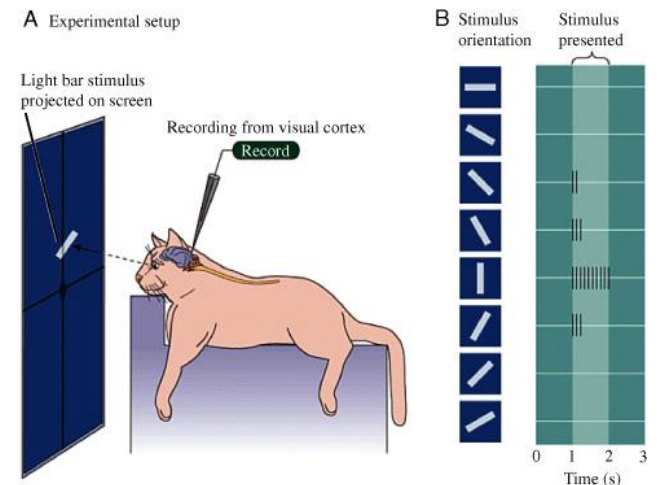 A Experimental setup
Light bar stimulus
projected on screen
Recording from visual cortex
Record
B Stimulus
orientation
Stimulus
presented
0 1 2 3
Time (s)